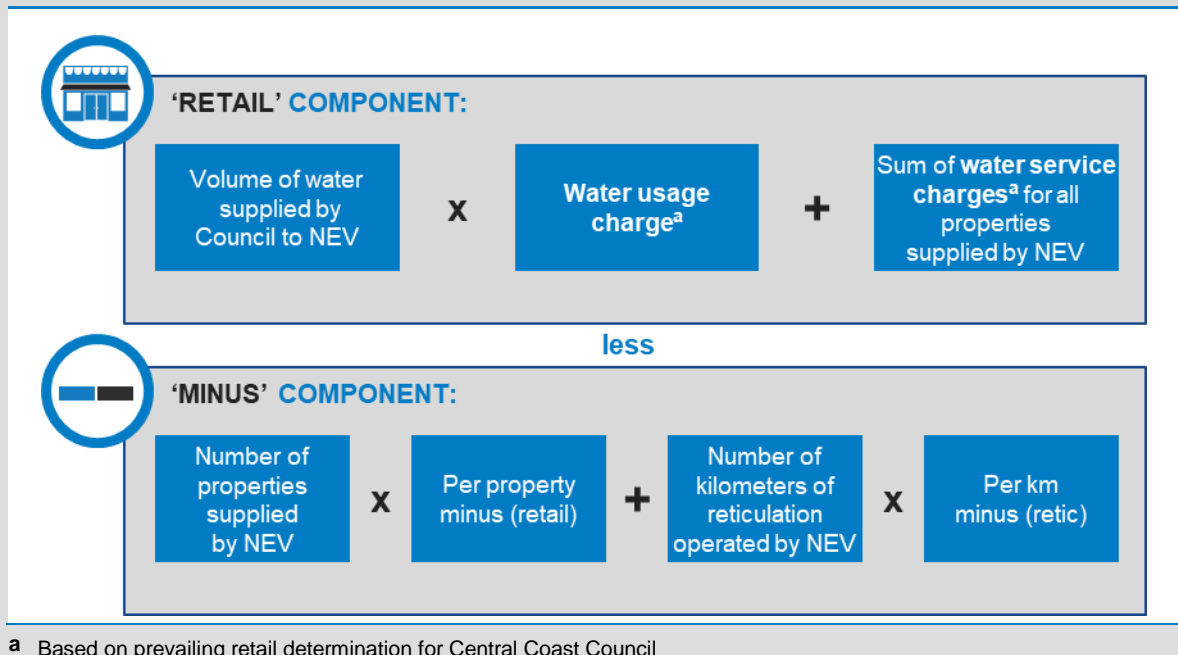 ‘RETAIL’ COMPONENT:
Volume of water
supplied by
Council to NEV
x
Water usage
chargeᵃ
+
Sum of water service
chargesᵃ for all
properties
supplied by NEV
less
‘MINUS’ COMPONENT:
Number of
properties
supplied
by NEV
x
Per property
minus (retail)
+
Number of
kilometers of
reticulation
operated by NEV
x
Per km
minus (retic)
a Based on prevailing retail determination for Central Coast Council